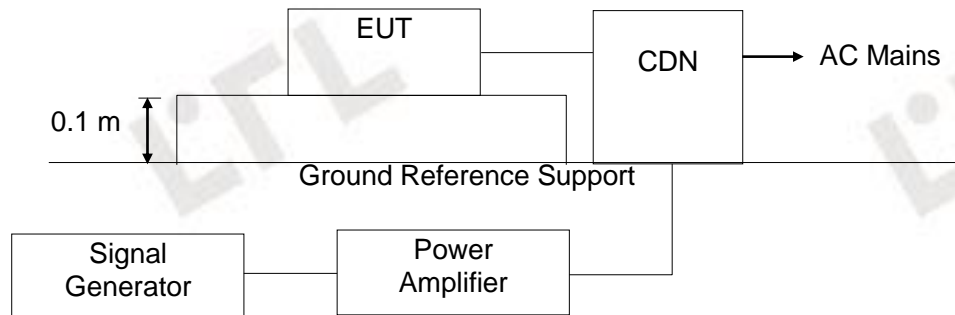 EUT
CDN
AC Mains
0.1 m
Ground Reference Support
Signal
Generator
Power
Amplifier